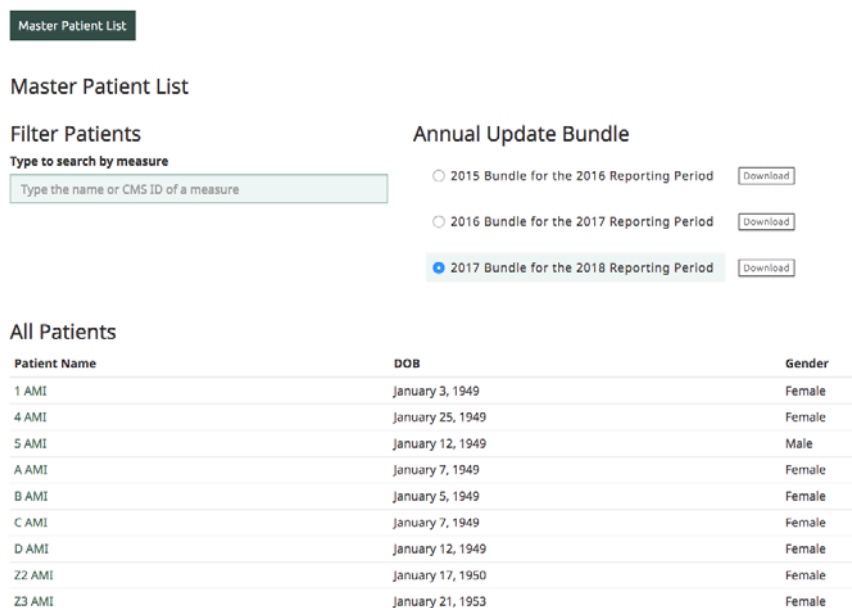 Master Patient List
Master Patient List
Filter Patients
Type to search by measure
Type the name or CMS ID of a measure
Annual Update Bundle
2015 Bundle for the 2016 Reporting Period Download
2016 Bundle for the 2017 Reporting Period Download
2017 Bundle for the 2018 Reporting Period Download
All Patients
Patient Name DOB Gender
1 AMI January 3, 1949 Female
4 AMI January 25, 1949 Female
5 AMI January 12, 1949 Male
A AMI January 7, 1949 Female
B AMI January 5, 1949 Female
C AMI January 7, 1949 Female
D AMI January 12, 1949 Female
Z2 AMI January 17, 1950 Female
Z3 AMI January 21, 1953 Female